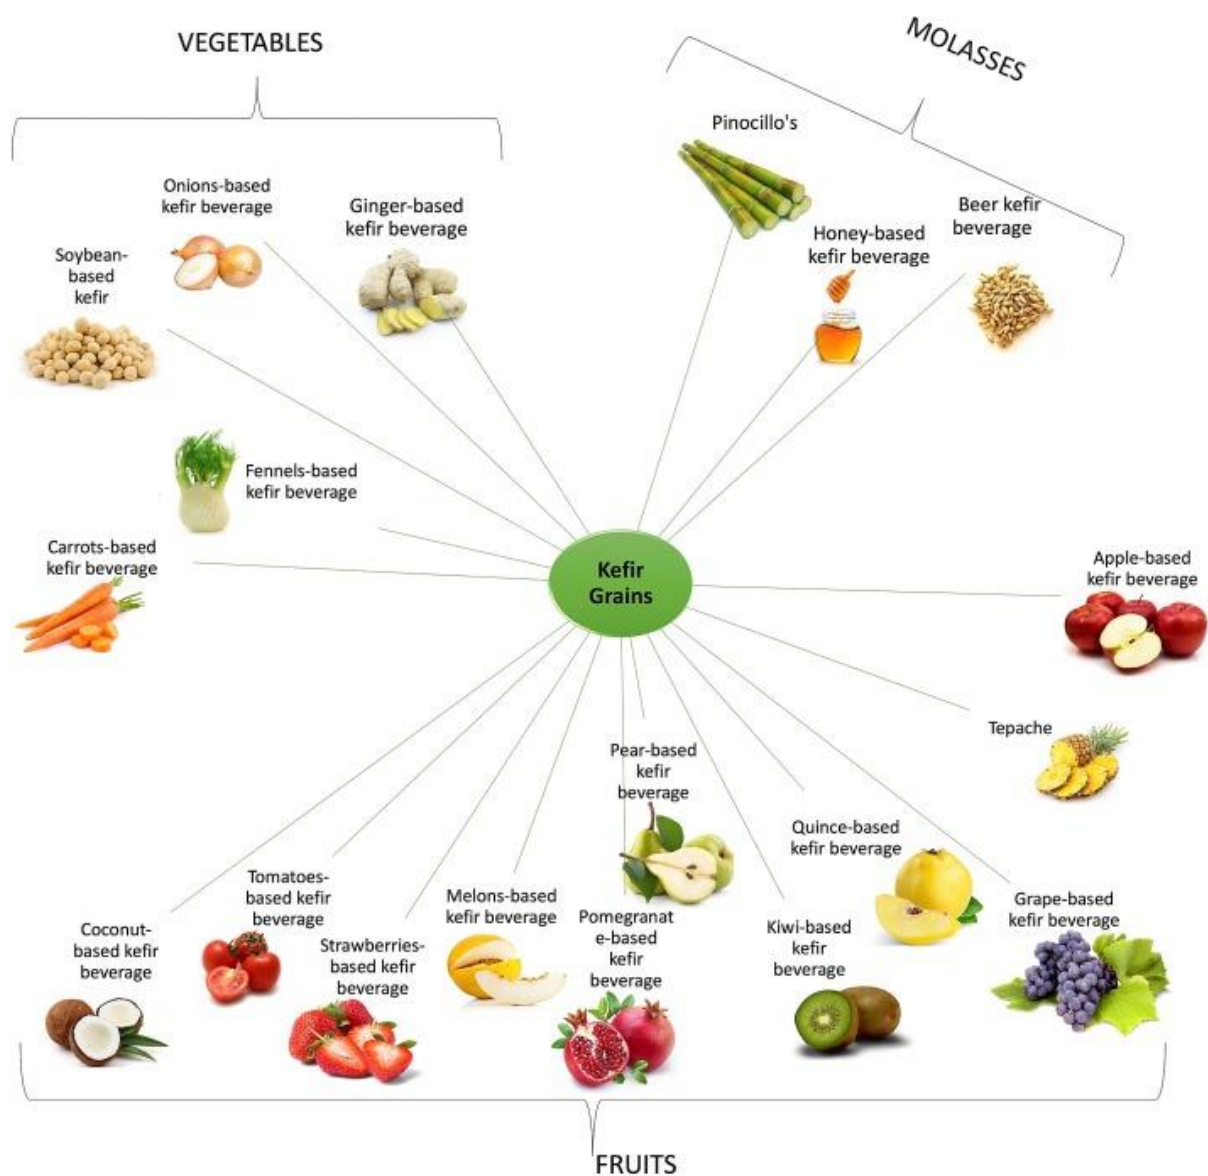 VEGETABLES
MOLASSES
Pinocillo's
Onions-based
kefir beverage
Ginger-based
kefir beverage
Beer kefir
beverage
Honey-based
kefir beverage
Soybean-
based
kefir
Fennels-based
kefir beverage
Carrots-based
kefir beverage
Kefir
Grains
Apple-based
kefir beverage
Tepache
Pear-based
kefir
beverage
Quince-based
kefir beverage
Tomatoes-
based kefir
beverage
Melons-based
kefir beverage
Grape-based
kefir beverage
Coconut-
based kefir
beverage
Strawberries-
based kefir
beverage
Pomegranat
e-based
kefir
beverage
Kiwi-based
kefir
beverage
FRUITS